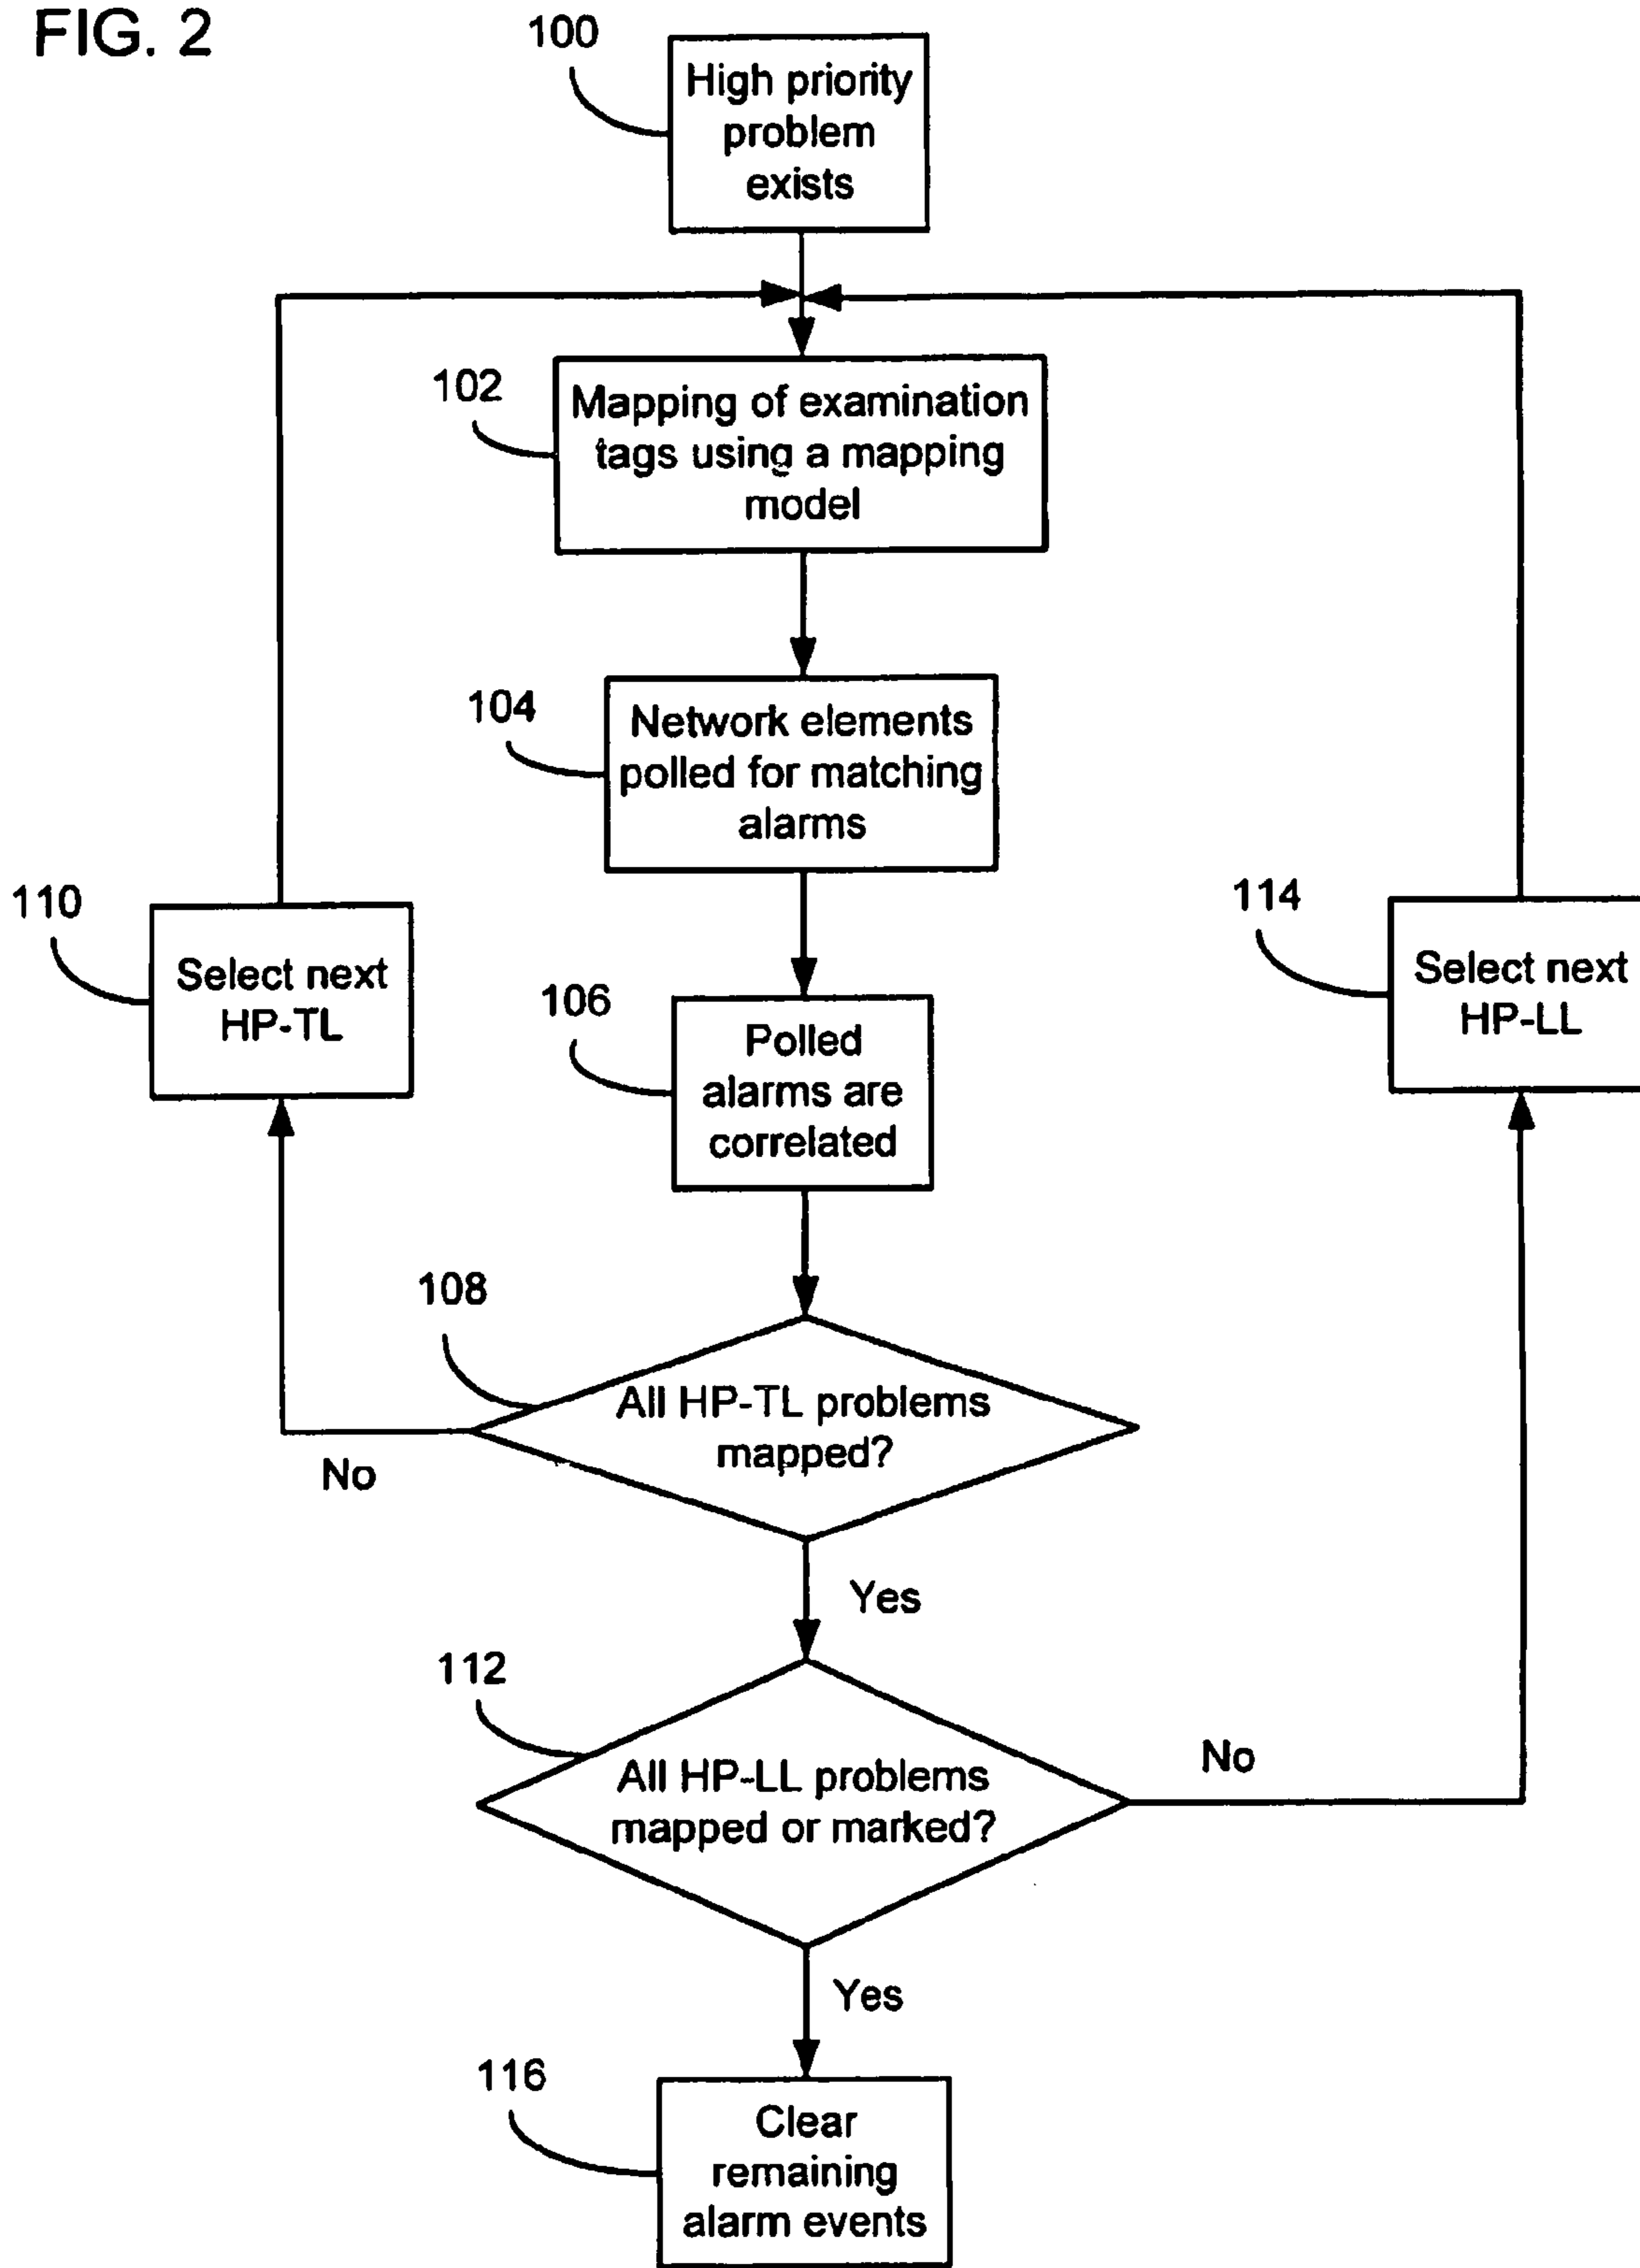 FIG. 2
100
High priority
problem
exists
102
Mapping of examination
tags using a mapping
model
104
Network elements
polled for matching
alarms
110
Select next
HP-TL
114
Select next
HP-LL
106
Polled
alarms are
correlated
108
All HP-TL problems
mapped?
No
Yes
112
All HP-LL problems
mapped or marked?
No
Yes
116
Clear
remaining
alarm events